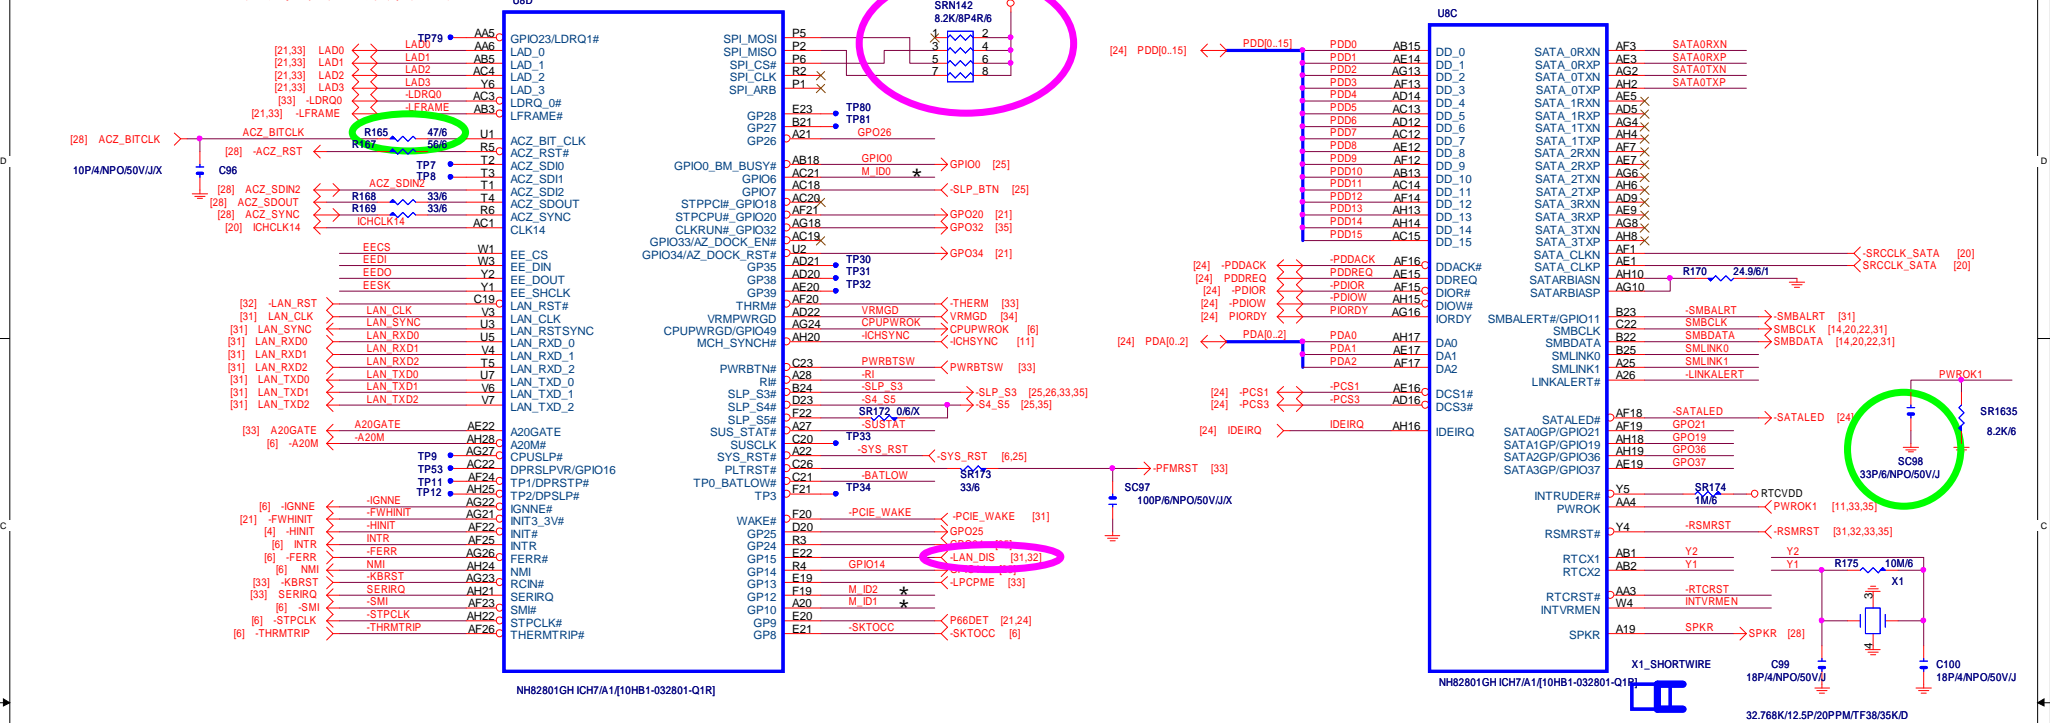 U8D
TP79
AA5 GPIO23/LDRQ1#
[21,33] LAD0 LAD0 AA6 LAD_0
[21,33] LAD1 LAD1 AB5 LAD_1
[21,33] LAD2 LAD2 AC4 LAD_2
[21,33] LAD3 LAD3 Y6 LAD_3
[33] -LDRQ0 AC3 LDRQ_0#
[21,33] -LFRAME -LFRAME AB3 LFRAME#
[28] ACZ_BITCLK ACZ_BITCLK R165 47/6 U1 ACZ_BIT_CLK
[28] -ACZ_RST R167 56/6 R5 ACZ_RST#
10P/4/NPO/50V/J/X C96
TP7 T2 ACZ_SDI0
TP8 T3 ACZ_SDI1
[28] ACZ_SDIN2 ACZ_SDIN2 T1 ACZ_SDI2
[28] ACZ_SDOUT R168 33/6 T4 ACZ_SDOUT
[28] ACZ_SYNC R169 33/6 R6 ACZ_SYNC
[20] ICHCLK14 ICHCLK14 AC1 CLK14
EECS W1 EE_CS
EEDI W3 EE_DIN
EEDO Y2 EE_DOUT
EESK Y1 EE_SHCLK
[32] -LAN_RST C19 LAN_RST#
[31] LAN_CLK LAN_CLK V3 LAN_CLK
[31] LAN_SYNC LAN_SYNC U3 LAN_RSTSYNC
[31] LAN_RXD0 LAN_RXD0 U5 LAN_RXD_0
[31] LAN_RXD1 LAN_RXD1 V4 LAN_RXD_1
[31] LAN_RXD2 LAN_RXD2 T5 LAN_RXD_2
[31] LAN_TXD0 LAN_TXD0 U7 LAN_TXD_0
[31] LAN_TXD1 LAN_TXD1 V6 LAN_TXD_1
[31] LAN_TXD2 LAN_TXD2 V7 LAN_TXD_2
[33] A20GATE A20GATE AE22 A20GATE
[6] -A20M -A20M AH28 A20M#
TP9 AG27 CPUSLP#
TP53 AC22 DPRSLPVR/GPIO16
TP11 AF24 TP1/DPRSTP#
TP12 AH25 TP2/DPSLP#
[6] -IGNNE -IGNNE AG22 IGNNE#
[21] -FWHINIT -FWHINIT AG21 INIT3_3V#
[4] -HINIT -HINIT AF22 INIT#
[6] INTR INTR AF25 INTR
[6] -FERR -FERR AG26 FERR#
[6] NMI NMI AH24 NMI
[33] -KBRST -KBRST AG23 RCIN#
[33] SERIRQ SERIRQ AH21 SERIRQ
[6] -SMI -SMI AF23 SMI#
[6] -STPCLK -STPCLK AH22 STPCLK#
[6] -THRMTRIP -THRMTRIP AF26 THERMTRIP#
NH82801GH ICH7/A1/[10HB1-032801-Q1R]
SRN142
8.2K/8P4R/6
SPI_MOSI P5 1 2
SPI_MISO P2 3 4
SPI_CS# P6 5 6
SPI_CLK R2 7 8
SPI_ARB P1
GP28 E23 TP80
GP27 B21 TP81
GP26 A21 GPO26
GPIO0_BM_BUSY# AB18 GPIO0 GPIO0 [25]
GPIO6 AC21 M_ID0 *
GPIO7 AC18 -SLP_BTN [25]
STPPCI#_GPIO18 AC20
STPCPU#_GPIO20 AF21 GPO20 [21]
CLKRUN#_GPIO32 AG18 GPO32 [35]
GPIO33/AZ_DOCK_EN# AC19
GPIO34/AZ_DOCK_RST# U2 GPO34 [21]
GP35 AD21 TP30
GP38 AD20 TP31
GP39 AE20 TP32
THRM# AF20 -THERM [33]
VRMPWRGD AD22 VRMGD VRMGD [34]
CPUPWRGD/GPIO49 AG24 CPUPWROK CPUPWROK [6]
MCH_SYNCH# AH20 -ICHSYNC -ICHSYNC [11]
PWRBTN# C23 PWRBTSW PWRBTSW [33]
RI# A28 -RI
SLP_S3# B24 -SLP_S3 -SLP_S3 [25,26,33,35]
SLP_S4# D23 -S4_S5 -S4_S5 [25,35]
SLP_S5# F22 SR172 0/6/X
SUS_STAT# A27 -SUSTAT
SUSCLK C20 TP33
SYS_RST# A22 -SYS_RST -SYS_RST [6,25]
PLTRST# C26 SR173 33/6 -PFMRST [33]
TP0_BATLOW# C21 -BATLOW
TP3 F21 TP34
SC97
100P/6/NPO/50V/J/X
WAKE# F20 -PCIE_WAKE -PCIE_WAKE [31]
GP25 D20 GPO25
GP24 R3
GP15 E22 -LAN_DIS [31,32]
GP14 R4 GPIO14
GP13 E19 -LPCPME [33]
GP12 F19 M_ID2 *
GP10 A20 M_ID1 *
GP9 E20 P66DET [21,24]
GP8 E21 -SKTOCC -SKTOCC [6]
U8C
[24] PDD[0..15] PDD[0..15]
PDD0 AB15 DD_0
PDD1 AE14 DD_1
PDD2 AG13 DD_2
PDD3 AF13 DD_3
PDD4 AD14 DD_4
PDD5 AC13 DD_5
PDD6 AD12 DD_6
PDD7 AC12 DD_7
PDD8 AE12 DD_8
PDD9 AF12 DD_9
PDD10 AB13 DD_10
PDD11 AC14 DD_11
PDD12 AF14 DD_12
PDD13 AH13 DD_13
PDD14 AH14 DD_14
PDD15 AC15 DD_15
[24] -PDDACK -PDDACK AF16 DDACK#
[24] PDDREQ PDDREQ AE15 DDREQ
[24] -PDIOR -PDIOR AF15 DIOR#
[24] -PDIOW -PDIOW AH15 DIOW#
[24] PIORDY PIORDY AG16 IORDY
[24] PDA[0..2] PDA[0..2]
PDA0 AH17 DA0
PDA1 AE17 DA1
PDA2 AF17 DA2
[24] -PCS1 -PCS1 AE16 DCS1#
[24] -PCS3 -PCS3 AD16 DCS3#
[24] IDEIRQ IDEIRQ AH16 IDEIRQ
SATA_0RXN AF3 SATA0RXN
SATA_0RXP AE3 SATA0RXP
SATA_0TXN AG2 SATA0TXN
SATA_0TXP AH2 SATA0TXP
SATA_1RXN AE5
SATA_1RXP AD5
SATA_1TXN AG4
SATA_1TXP AH4
SATA_2RXN AF7
SATA_2RXP AE7
SATA_2TXN AG6
SATA_2TXP AH6
SATA_3RXN AD9
SATA_3RXP AE9
SATA_3TXN AG8
SATA_3TXP AH8
SATA_CLKN AF1 -SRCCLK_SATA [20]
SATA_CLKP AE1 SRCCLK_SATA [20]
SATARBIASN AH10 R170 24.9/6/1
SATARBIASP AG10
SMBALERT#/GPIO11 B23 -SMBALRT -SMBALRT [31]
SMBCLK C22 SMBCLK SMBCLK [14,20,22,31]
SMBDATA B22 SMBDATA SMBDATA [14,20,22,31]
SMLINK0 B25 SMLINK0
SMLINK1 A25 SMLINK1
LINKALERT# A26 -LINKALERT
PWROK1
SR1635
8.2K/6
SC98
33P/6/NPO/50V/J
SATALED# AF18 -SATALED -SATALED [24]
SATA0GP/GPIO21 AF19 GPO21
SATA1GP/GPIO19 AH18 GPO19
SATA2GP/GPIO36 AH19 GPO36
SATA3GP/GPIO37 AE19 GPO37
INTRUDER# Y5 SR174 1M/6 RTCVDD
PWROK AA4 PWROK1 [11,33,35]
RSMRST# Y4 -RSMRST -RSMRST [31,32,33,35]
RTCX1 AB1 Y2 Y2
RTCX2 AB2 Y1 Y1
R175 10M/6
X1
3
4
RTCRST# AA3 -RTCRST
INTVRMEN W4 INTVRMEN
SPKR A19 SPKR SPKR [28]
C99
18P/4/NPO/50V/J
C100
18P/4/NPO/50V/J
X1_SHORTWIRE
NH82801GH ICH7/A1/[10HB1-032801-Q1R]
32.768K/12.5P/20PPM/TF38/35K/D
D
C
D
C